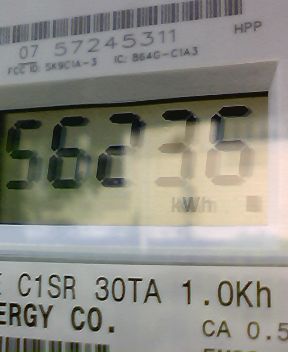 07 57245311 HPP
FCC ID: SK9C1A-3 IC: 864G-C1A3
56236
kWh
C1SR 30TA 1.0Kh
ERGY CO.
CA 0.5